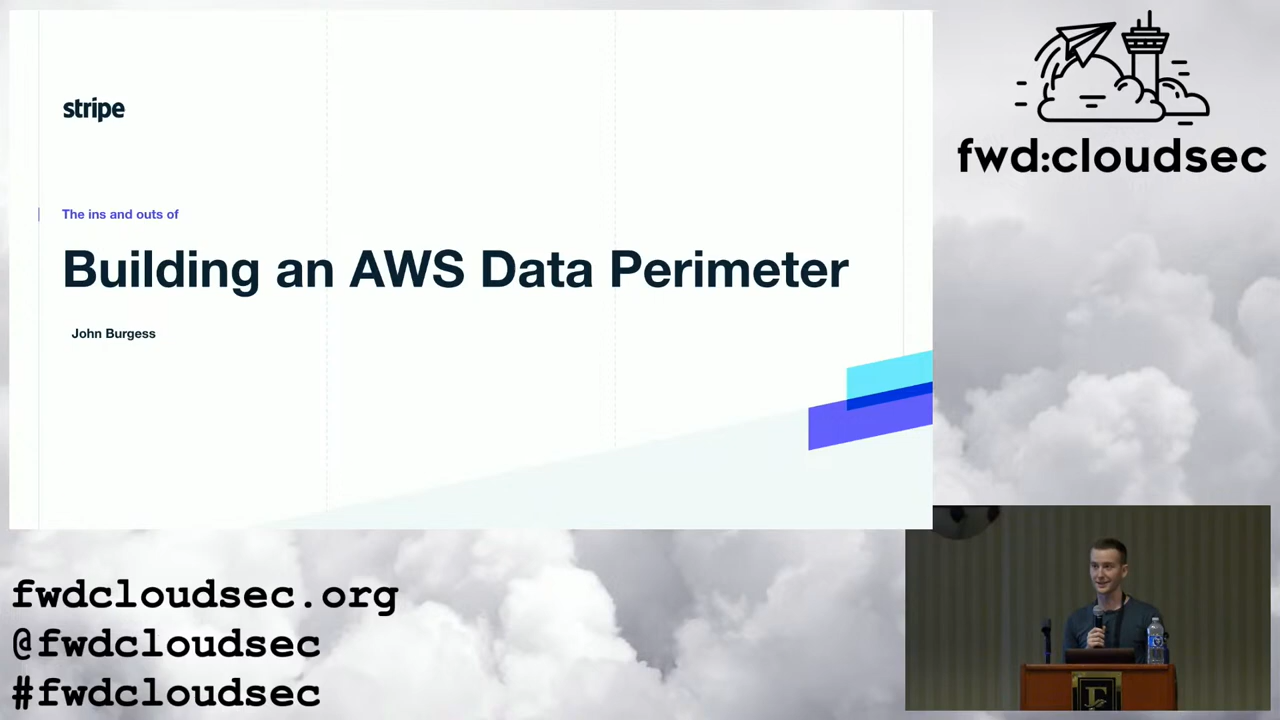 stripe
The ins and outs of
Building an AWS Data Perimeter
John Burgess
fwd:cloudsec
fwdcloudsec.org
@fwdcloudsec
#fwdcloudsec